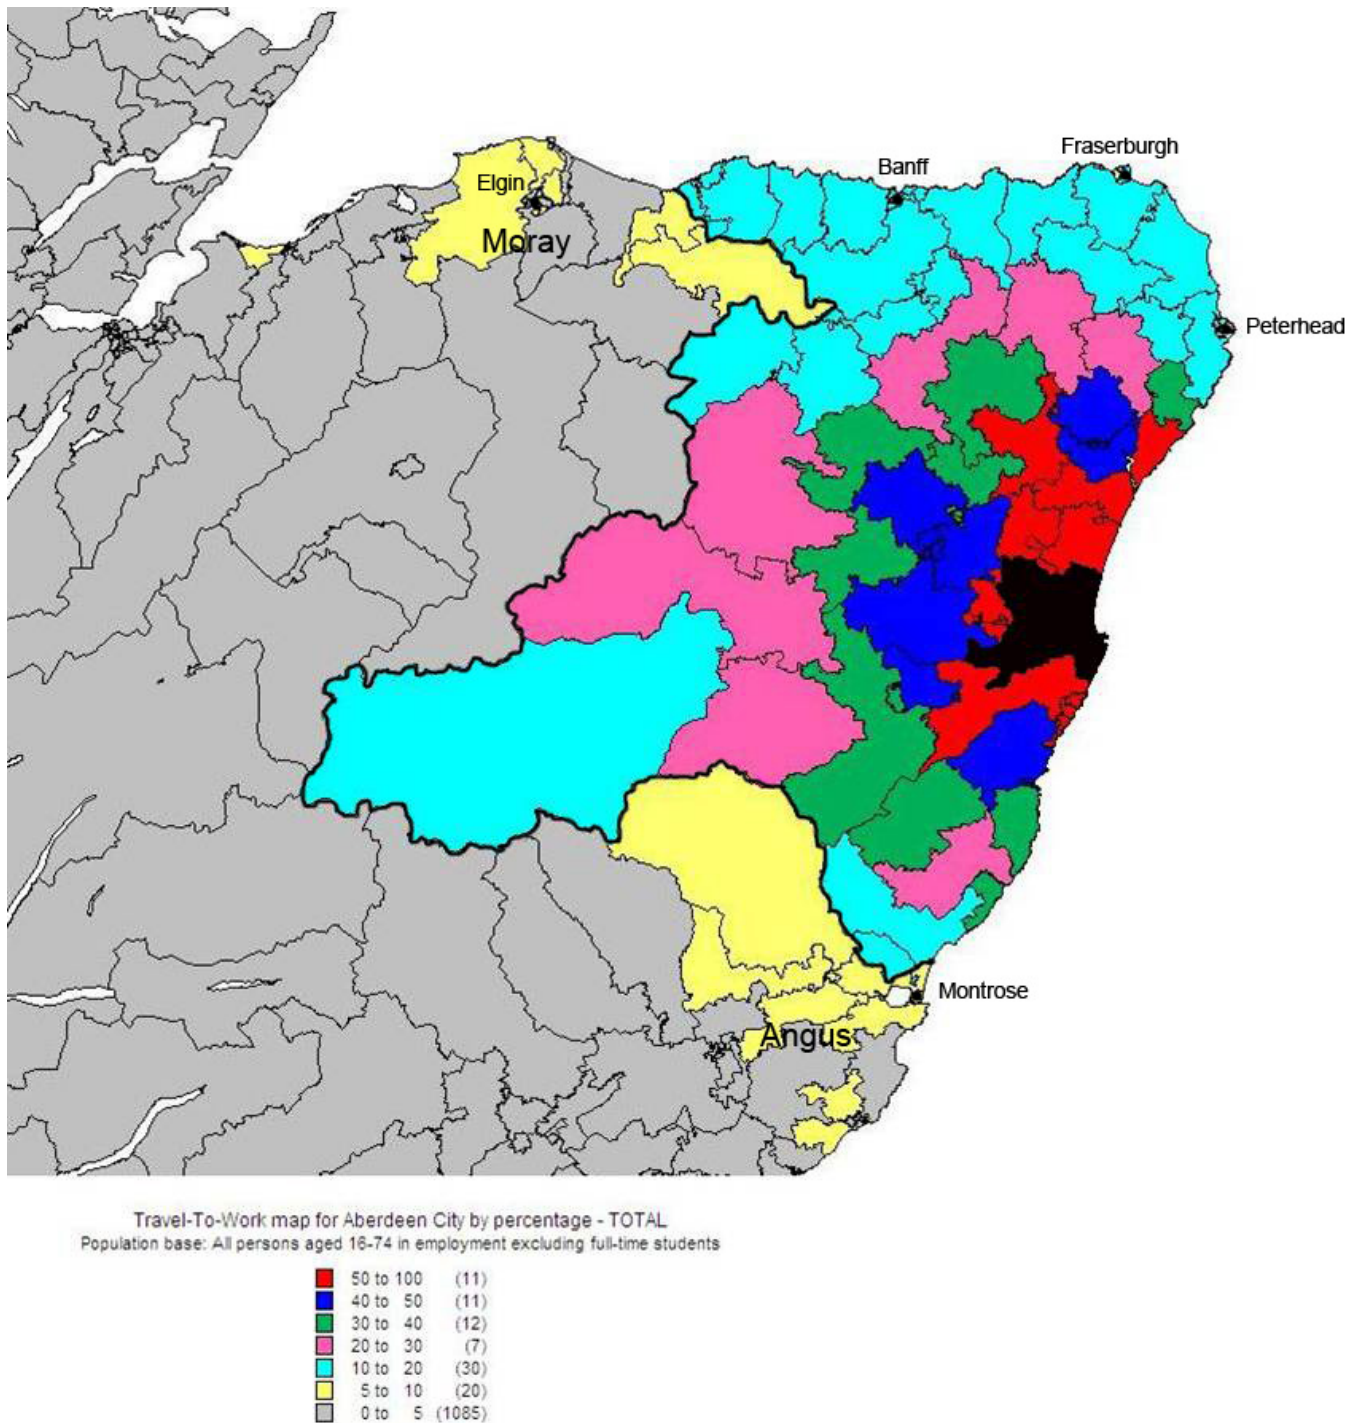 Fraserburgh
Banff
Elgin
Moray
Peterhead
Montrose
Angus
Travel-To-Work map for Aberdeen City by percentage - TOTAL
Population base: All persons aged 16-74 in employment excluding full-time students
50 to 100 (11)
40 to 50 (11)
30 to 40 (12)
20 to 30 (7)
10 to 20 (30)
5 to 10 (20)
0 to 5 (1085)